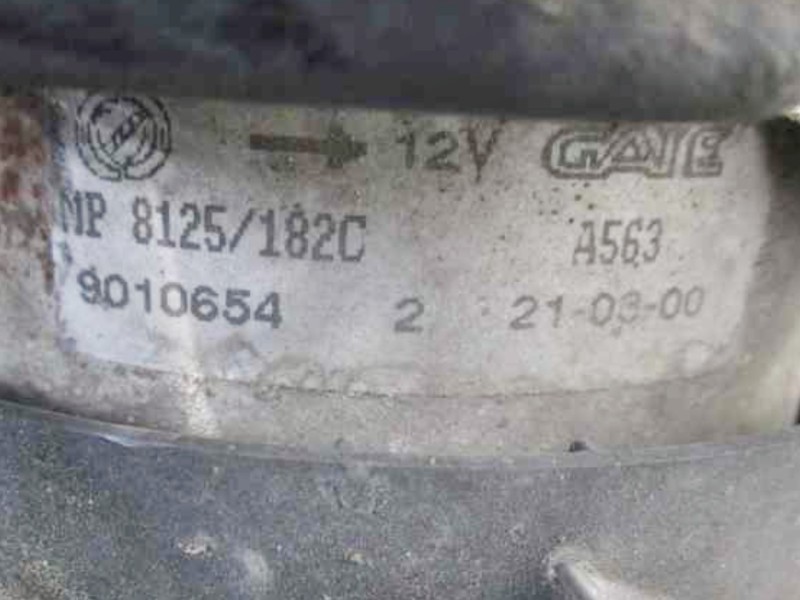 12V GATE
MP 8125/182C A563
9010654 2 21-03-00